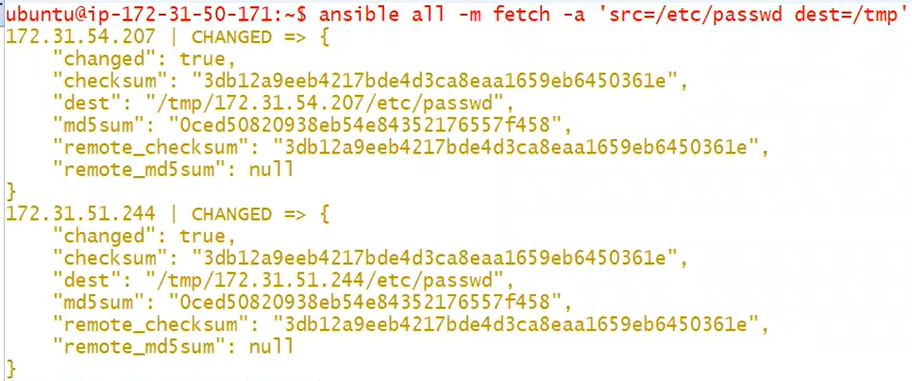 ubuntu@ip-172-31-50-171:~$ ansible all -m fetch -a 'src=/etc/passwd dest=/tmp'
172.31.54.207 | CHANGED => {
    "changed": true,
    "checksum": "3db12a9eeb4217bde4d3ca8eaa1659eb6450361e",
    "dest": "/tmp/172.31.54.207/etc/passwd",
    "md5sum": "0ced50820938eb54e84352176557f458",
    "remote_checksum": "3db12a9eeb4217bde4d3ca8eaa1659eb6450361e",
    "remote_md5sum": null
}
172.31.51.244 | CHANGED => {
    "changed": true,
    "checksum": "3db12a9eeb4217bde4d3ca8eaa1659eb6450361e",
    "dest": "/tmp/172.31.51.244/etc/passwd",
    "md5sum": "0ced50820938eb54e84352176557f458",
    "remote_checksum": "3db12a9eeb4217bde4d3ca8eaa1659eb6450361e",
    "remote_md5sum": null
}